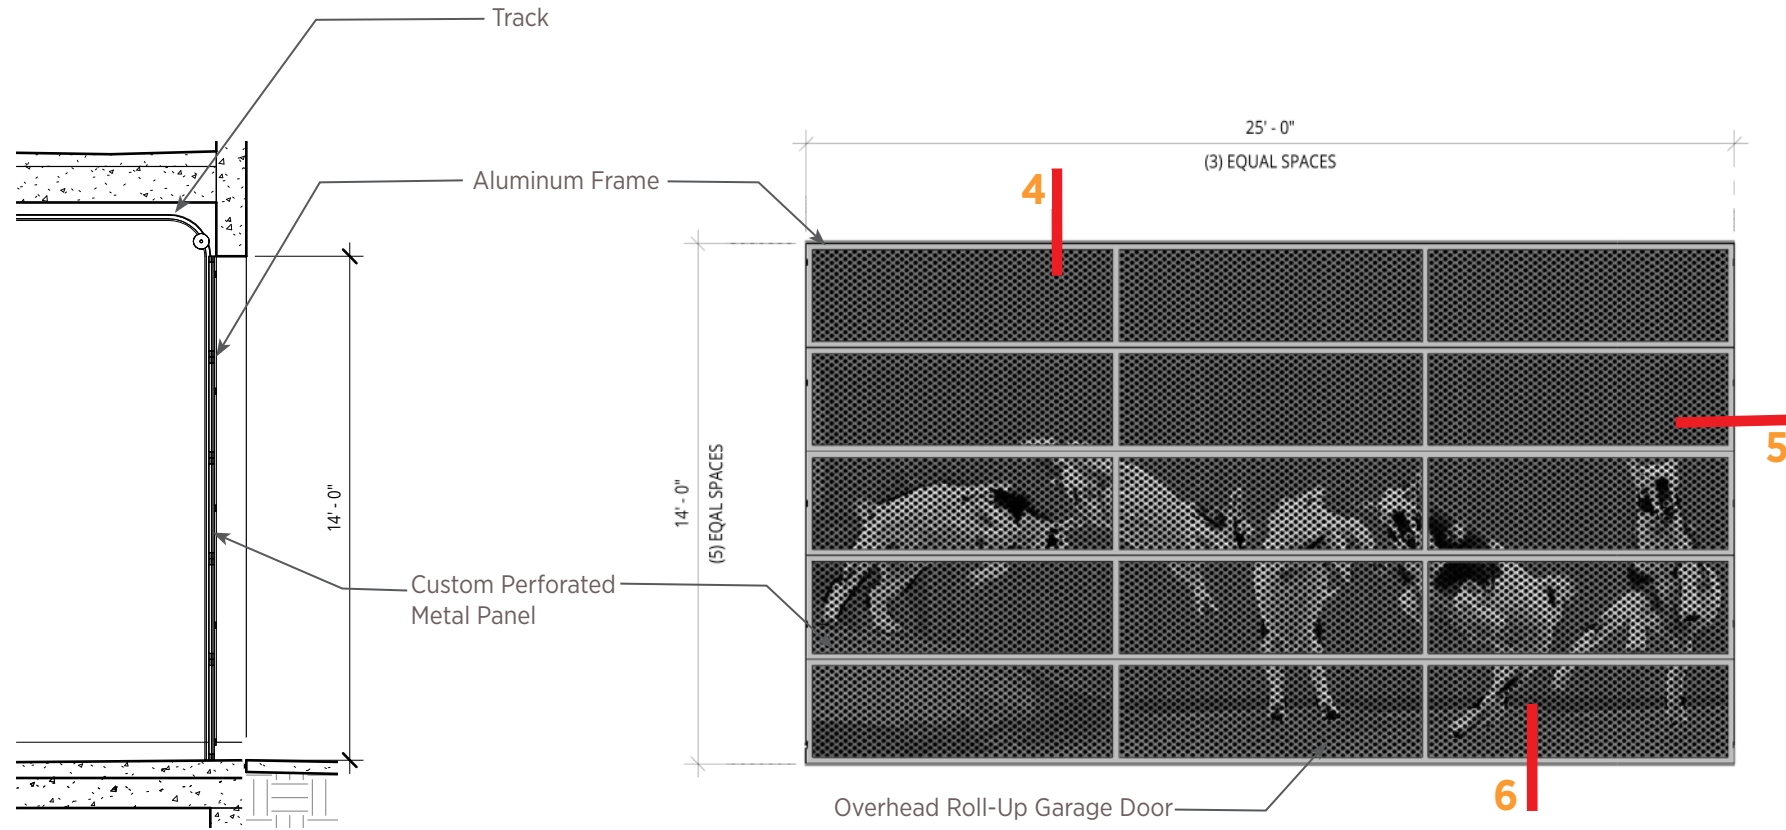 Track
25' - 0"
(3) EQUAL SPACES
Aluminum Frame
4
5
14' - 0"
14' - 0"
(5) EQAL SPACES
Custom Perforated
Metal Panel
6
Overhead Roll-Up Garage Door